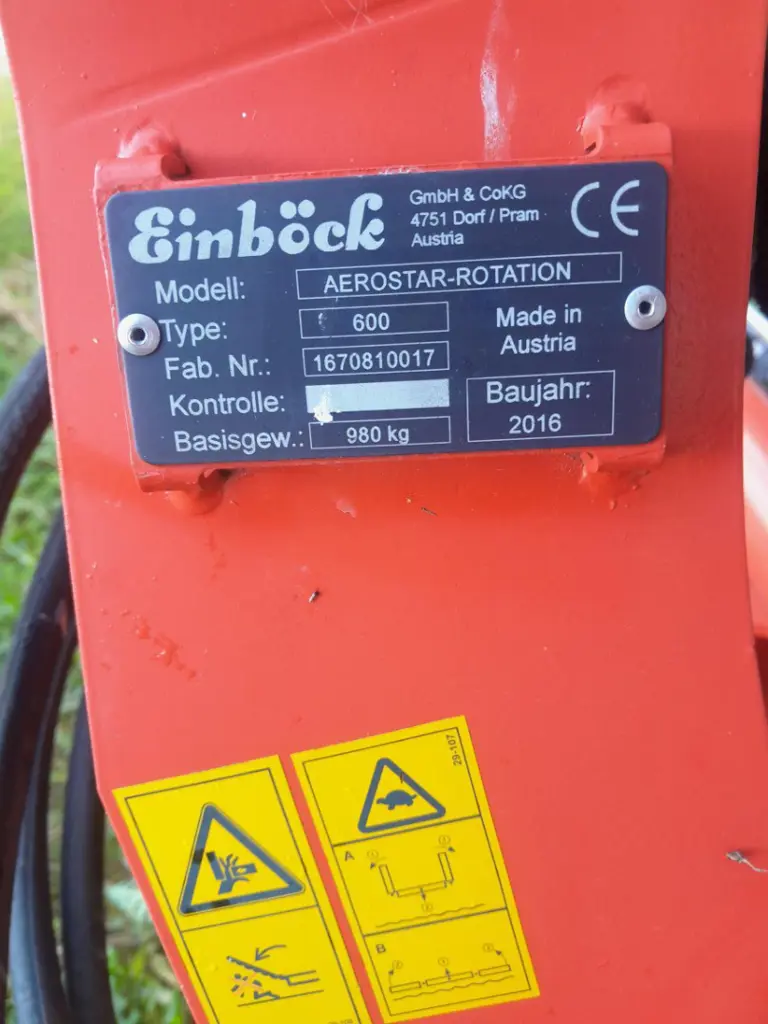 Einböck
GmbH & CoKG
4751 Dorf / Pram
Austria
CE
Modell: AEROSTAR-ROTATION
Type: 600
Made in
Austria
Fab. Nr.: 1670810017
Kontrolle:
Baujahr:
2016
Basisgew.: 980 kg
29-107
A
B